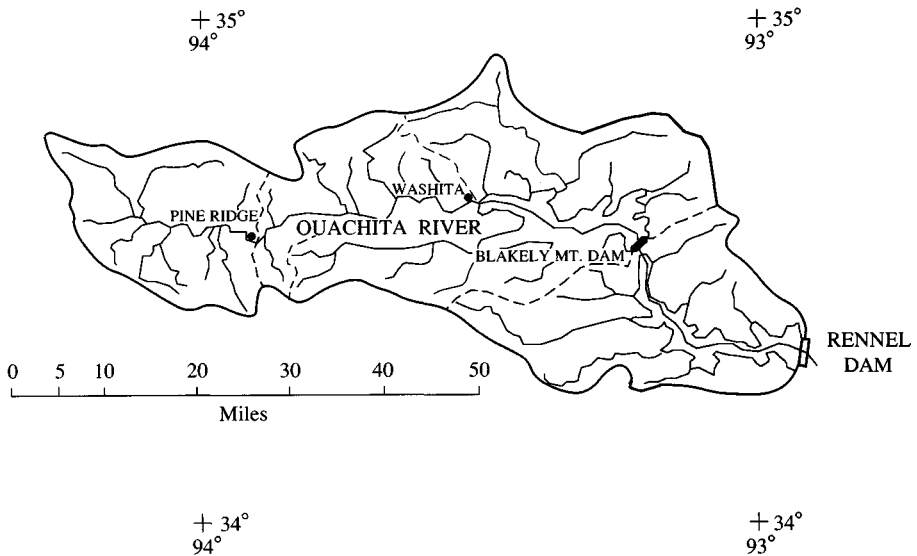 35°
94°
35°
93°
WASHITA
PINE RIDGE
OUACHITA RIVER
BLAKELY MT. DAM
RENNEL
DAM
0 5 10 20 30 40 50
Miles
34°
94°
34°
93°